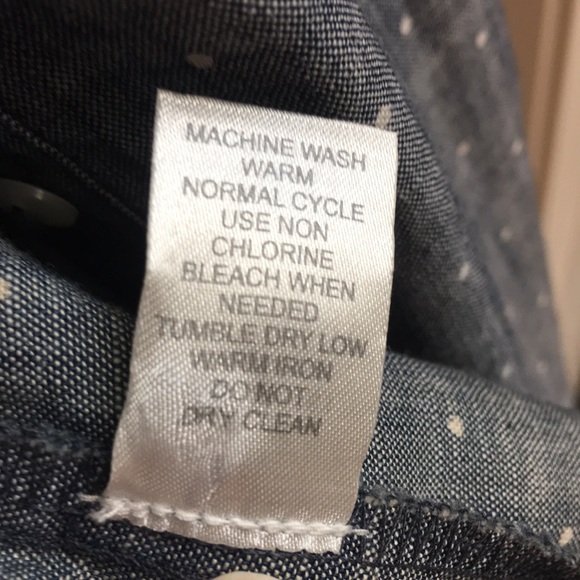 MACHINE WASH
WARM
NORMAL CYCLE
USE NON
CHLORINE
BLEACH WHEN
NEEDED
TUMBLE DRY LOW
WARM IRON
DO NOT
DRY CLEAN